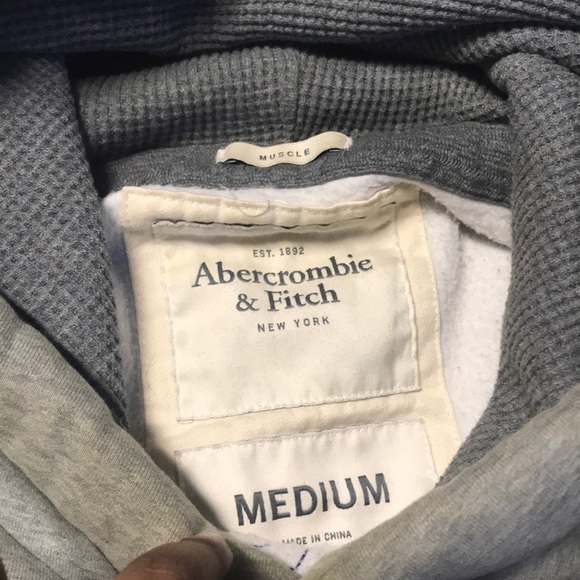 MUSCLE
EST. 1892
Abercrombie
& Fitch
NEW YORK
MEDIUM
MADE IN CHINA